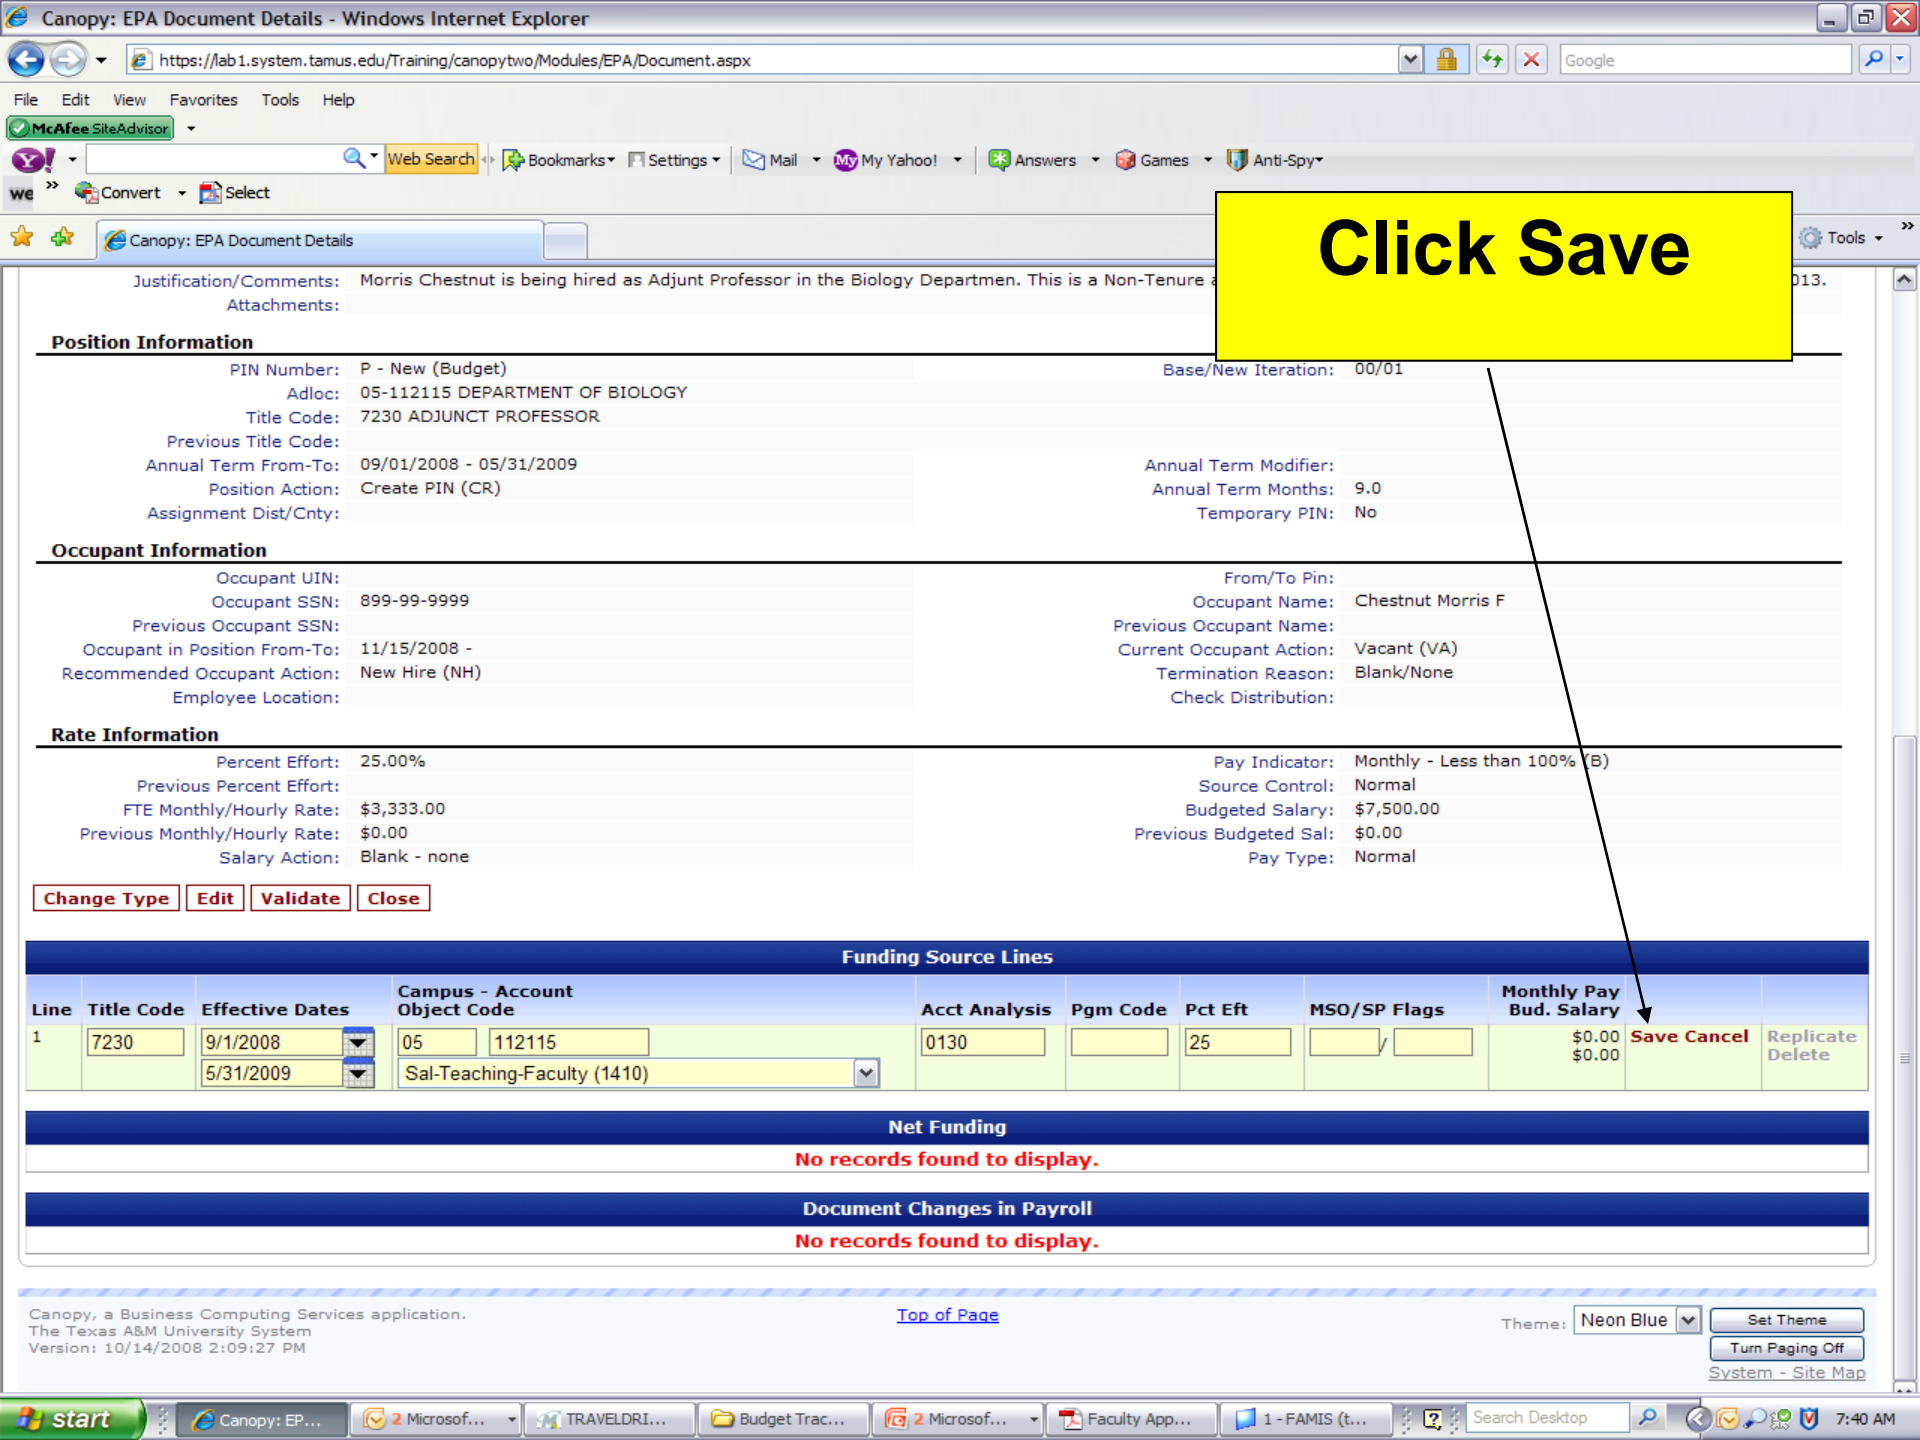 Canopy: EPA Document Details - Windows Internet Explorer
https://lab1.system.tamus.edu/Training/canopytwo/Modules/EPA/Document.aspx
Google
File Edit View Favorites Tools Help
McAfee SiteAdvisor
Y! Web Search Bookmarks Settings Mail My My Yahoo! Answers Games Anti-Spy
we » Convert Select
Canopy: EPA Document Details
Tools »
Click Save
Justification/Comments: Morris Chestnut is being hired as Adjunt Professor in the Biology Departmen. This is a Non-Tenure 013.
Attachments:
Position Information
PIN Number: P - New (Budget) Base/New Iteration: 00/01
Adloc: 05-112115 DEPARTMENT OF BIOLOGY
Title Code: 7230 ADJUNCT PROFESSOR
Previous Title Code:
Annual Term From-To: 09/01/2008 - 05/31/2009 Annual Term Modifier:
Position Action: Create PIN (CR) Annual Term Months: 9.0
Assignment Dist/Cnty: Temporary PIN: No
Occupant Information
Occupant UIN: From/To Pin:
Occupant SSN: 899-99-9999 Occupant Name: Chestnut Morris F
Previous Occupant SSN: Previous Occupant Name:
Occupant in Position From-To: 11/15/2008 - Current Occupant Action: Vacant (VA)
Recommended Occupant Action: New Hire (NH) Termination Reason: Blank/None
Employee Location: Check Distribution:
Rate Information
Percent Effort: 25.00% Pay Indicator: Monthly - Less than 100% (B)
Previous Percent Effort: Source Control: Normal
FTE Monthly/Hourly Rate: $3,333.00 Budgeted Salary: $7,500.00
Previous Monthly/Hourly Rate: $0.00 Previous Budgeted Sal: $0.00
Salary Action: Blank - none Pay Type: Normal
Change Type Edit Validate Close
Funding Source Lines
Line Title Code Effective Dates Campus - Account Object Code Acct Analysis Pgm Code Pct Eft MSO/SP Flags Monthly Pay Bud. Salary
1 7230 9/1/2008 05 112115 0130 25 / $0.00 Save Cancel Replicate
5/31/2009 Sal-Teaching-Faculty (1410) $0.00 Delete
Net Funding
No records found to display.
Document Changes in Payroll
No records found to display.
Canopy, a Business Computing Services application.
The Texas A&M University System
Version: 10/14/2008 2:09:27 PM
Top of Page
Theme: Neon Blue Set Theme
Turn Paging Off
System - Site Map
start Canopy: EP... 2 Microsof... TRAVELDRI... Budget Trac... 2 Microsof... Faculty App... 1 - FAMIS (t... Search Desktop 7:40 AM